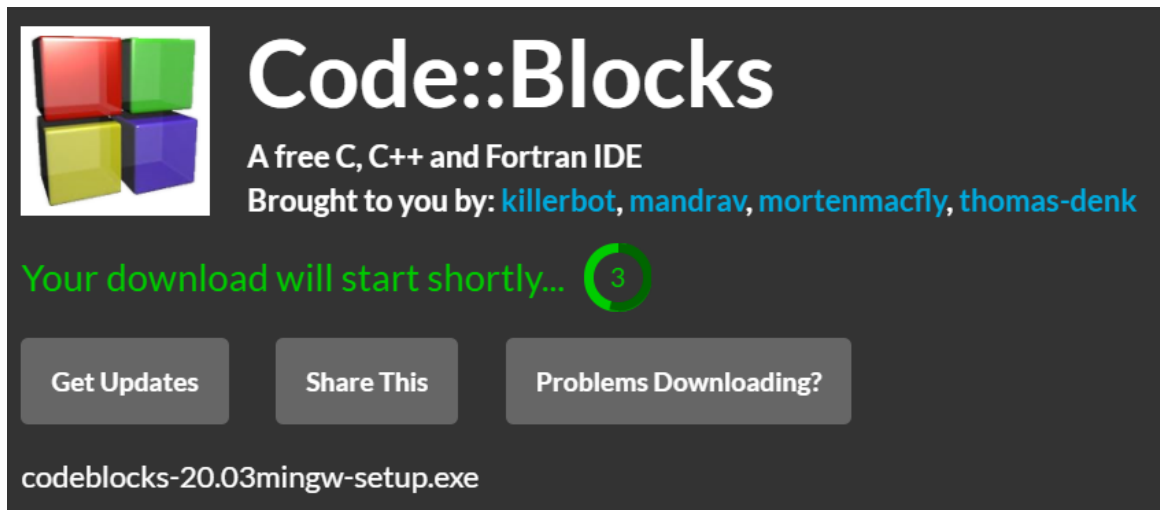 Code::Blocks
A free C, C++ and Fortran IDE
Brought to you by: killerbot, mandrav, mortenmacfly, thomas-denk
Your download will start shortly... 3
Get Updates Share This Problems Downloading?
codeblocks-20.03mingw-setup.exe